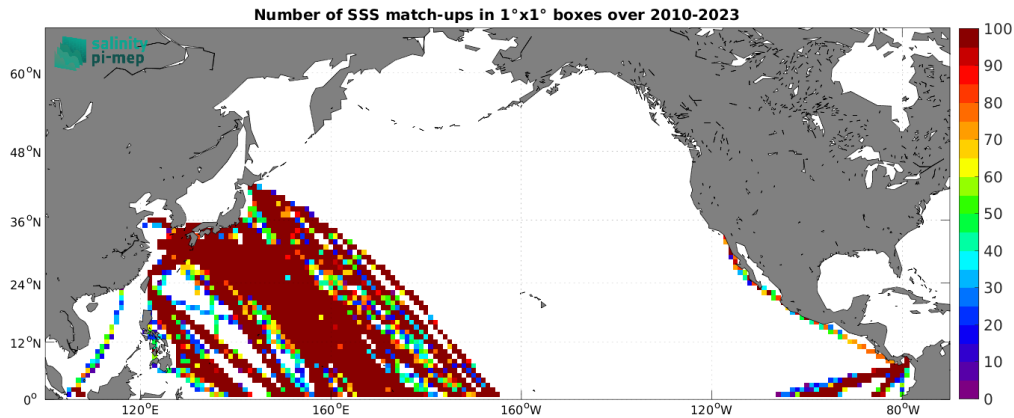 Number of SSS match-ups in 1°x1° boxes over 2010-2023
salinity
pi-mep
60°N
48°N
36°N
24°N
12°N
0°
120°E
160°E
160°W
120°W
80°W
100
90
80
70
60
50
40
30
20
10
0